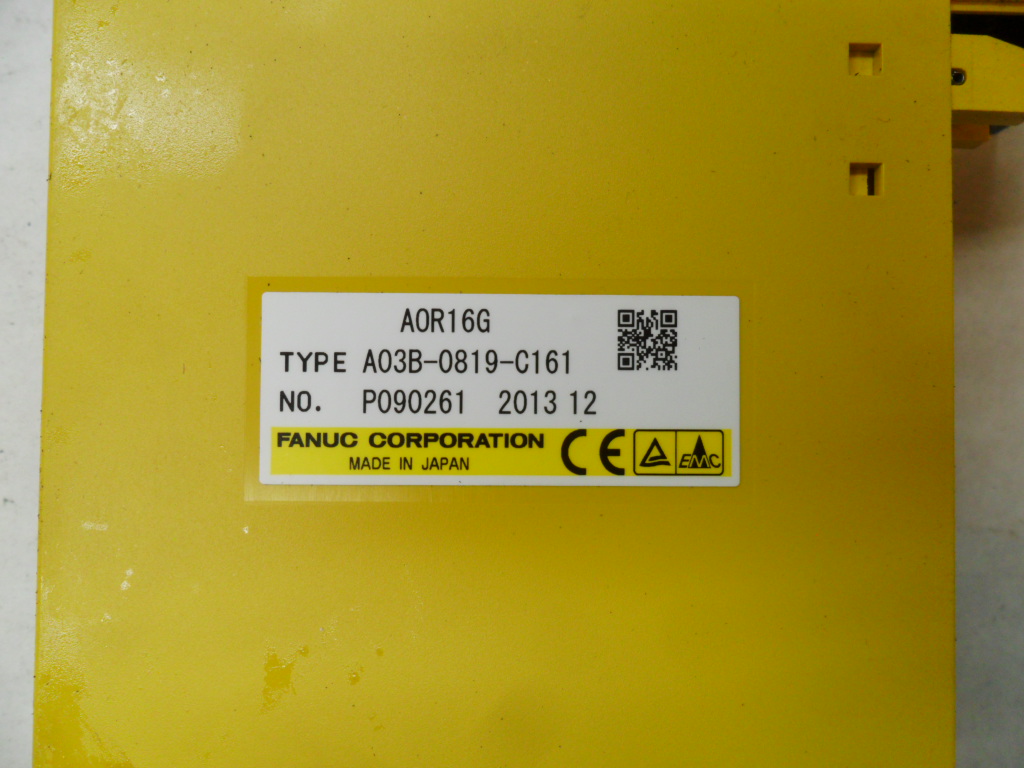 AOR16G
TYPE A03B-0819-C161
NO. P090261 2013 12
FANUC CORPORATION
MADE IN JAPAN
CE
EMC